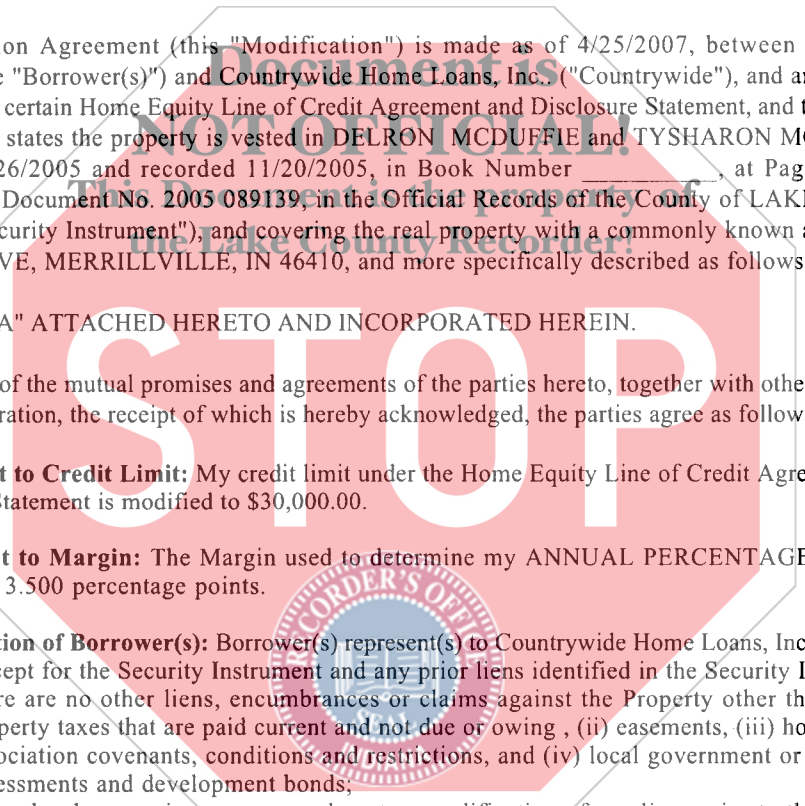 on Agreement (this "Modification") is made as of 4/25/2007, between
"Borrower(s)") and Countrywide Home Loans, Inc., ("Countrywide"), and
certain Home Equity Line of Credit Agreement and Disclosure Statement, and
states the property is vested in DELRON MCDUFFIE and TYSHARON
26/2005 and recorded 11/20/2005, in Book Number ________, at Pag
Document No. 2005 089139, in the Official Records of the County of LAKE
curity Instrument"), and covering the real property with a commonly known
VE, MERRILLVILLE, IN 46410, and more specifically described as follows
A" ATTACHED HERETO AND INCORPORATED HEREIN.
of the mutual promises and agreements of the parties hereto, together with othe
ration, the receipt of which is hereby acknowledged, the parties agree as follow
t to Credit Limit: My credit limit under the Home Equity Line of Credit Agre
Statement is modified to $30,000.00.
t to Margin: The Margin used to determine my ANNUAL PERCENTAGE
3.500 percentage points.
tion of Borrower(s): Borrower(s) represent(s) to Countrywide Home Loans, Inc
cept for the Security Instrument and any prior liens identified in the Security I
re are no other liens, encumbrances or claims against the Property other th
perty taxes that are paid current and not due or owing , (ii) easements, (iii) ho
ociation covenants, conditions and restrictions, and (iv) local government or
essments and development bonds;
Document is
NOT OFFICIAL!
This Document is the property of
the Lake County Recorder!
STOP
RECORDER'S OFFICE
SEAL
INDIANA